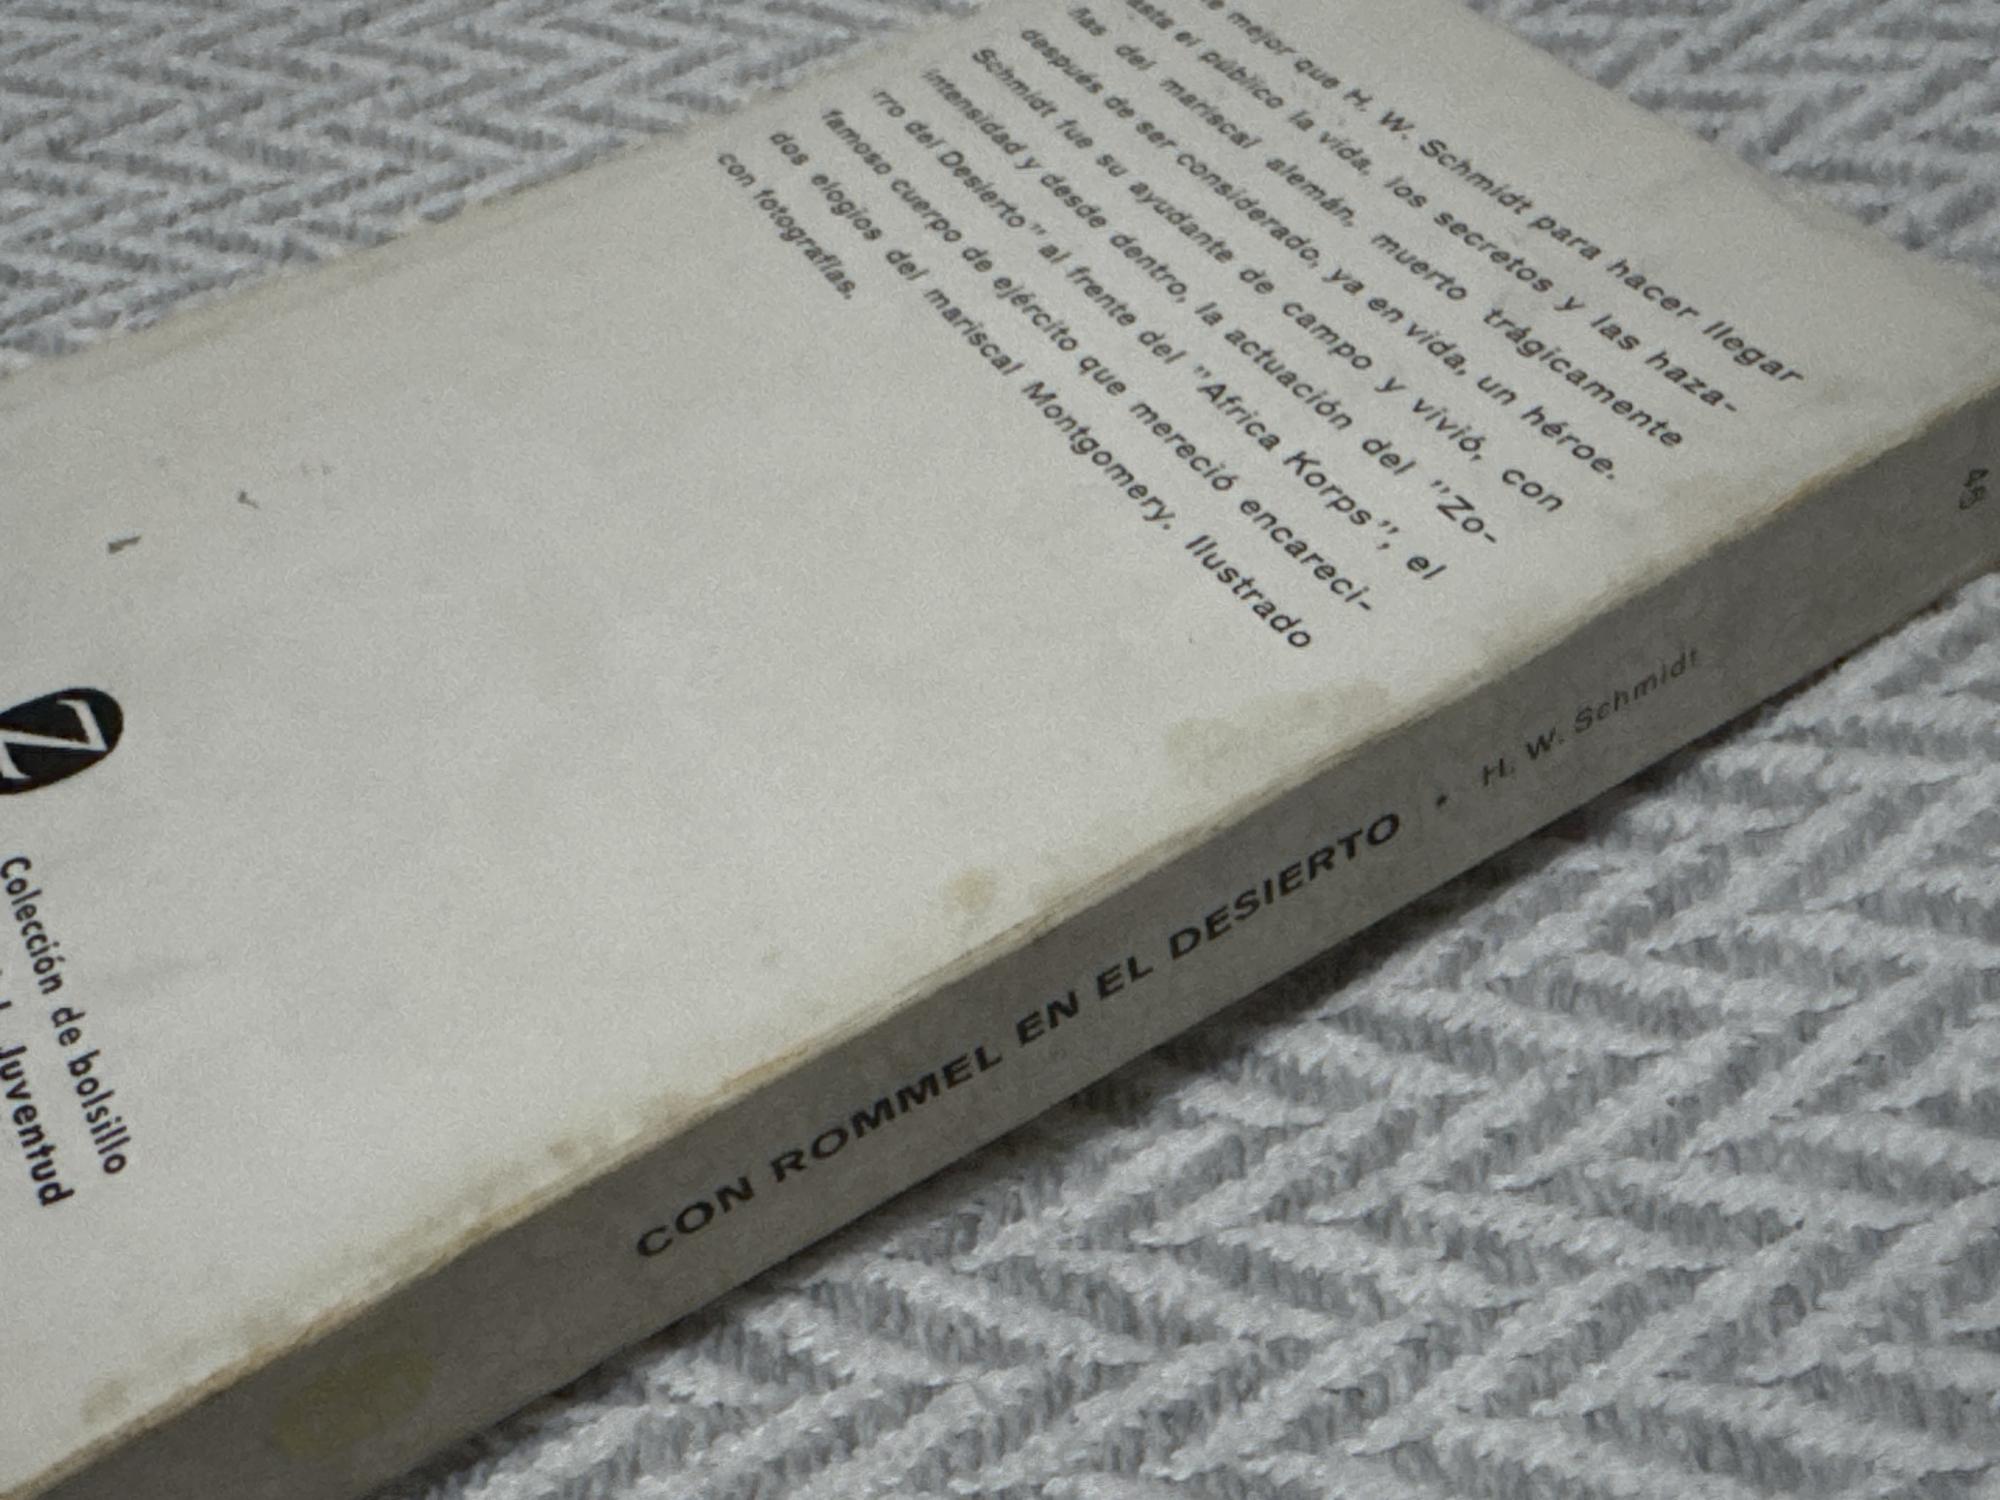 mejor que H. W. Schmidt para hacer llegar
el público la vida, los secretos y las haza-
ñas del mariscal alemán, muerto trágicamente
después de ser considerado, ya en vida, un héroe.
Schmidt fue su ayudante de campo y vivió, con
intensidad y desde dentro, la actuación del "Zo-
rro del Desierto" al frente del "Africa Korps", el
famoso cuerpo de ejército que mereció encareci-
dos elogios del mariscal Montgomery. Ilustrado
con fotografías.
Z
Colección de bolsillo
Juventud
CON ROMMEL EN EL DESIERTO • H. W. Schmidt